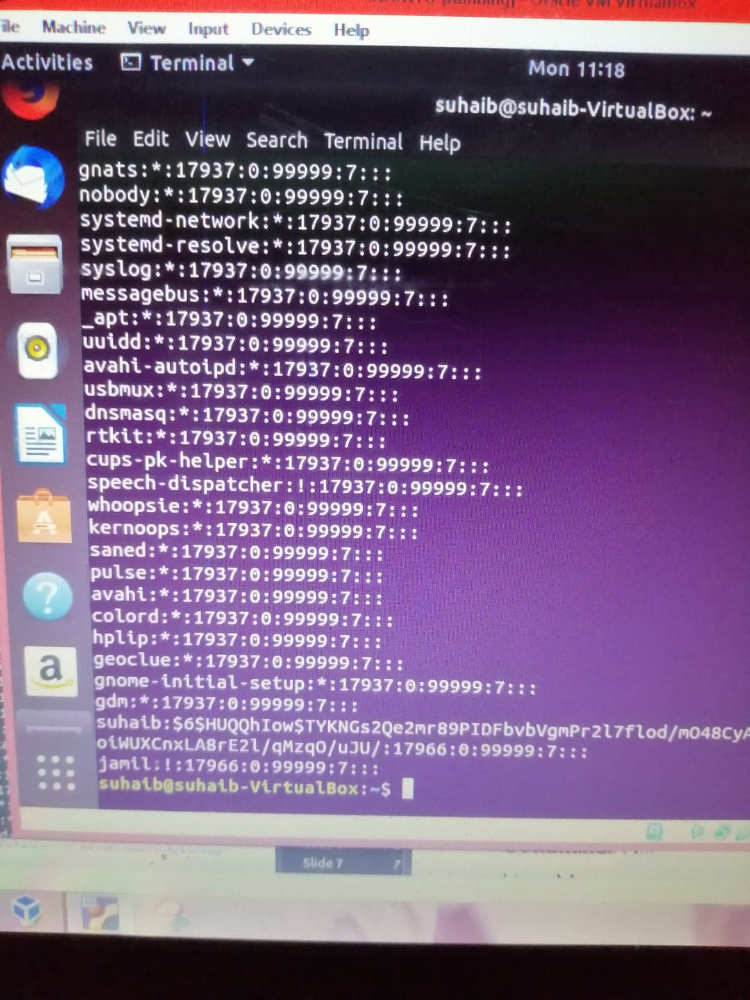 Machine View Input Devices Help
Activities Terminal Mon 11:18
suhaib@suhaib-VirtualBox: ~
File Edit View Search Terminal Help
gnats:*:17937:0:99999:7:::
nobody:*:17937:0:99999:7:::
systemd-network:*:17937:0:99999:7:::
systemd-resolve:*:17937:0:99999:7:::
syslog:*:17937:0:99999:7:::
messagebus:*:17937:0:99999:7:::
_apt:*:17937:0:99999:7:::
uuidd:*:17937:0:99999:7:::
avahi-autoipd:*:17937:0:99999:7:::
usbmux:*:17937:0:99999:7:::
dnsmasq:*:17937:0:99999:7:::
rtkit:*:17937:0:99999:7:::
cups-pk-helper:*:17937:0:99999:7:::
speech-dispatcher:!:17937:0:99999:7:::
whoopsie:*:17937:0:99999:7:::
kernoops:*:17937:0:99999:7:::
saned:*:17937:0:99999:7:::
pulse:*:17937:0:99999:7:::
avahi:*:17937:0:99999:7:::
colord:*:17937:0:99999:7:::
hplip:*:17937:0:99999:7:::
geoclue:*:17937:0:99999:7:::
gnome-initial-setup:*:17937:0:99999:7:::
gdm:*:17937:0:99999:7:::
suhaib:$6$HUQQhIow$TYKNGs2Qe2mr89PIDFbvbVgmPr2l7flod/mO48CyA
oiWUXCnxLA8rE2l/qMzqO/uJU/:17966:0:99999:7:::
jamil:!:17966:0:99999:7:::
suhaib@suhaib-VirtualBox:~$
Slide 7 7